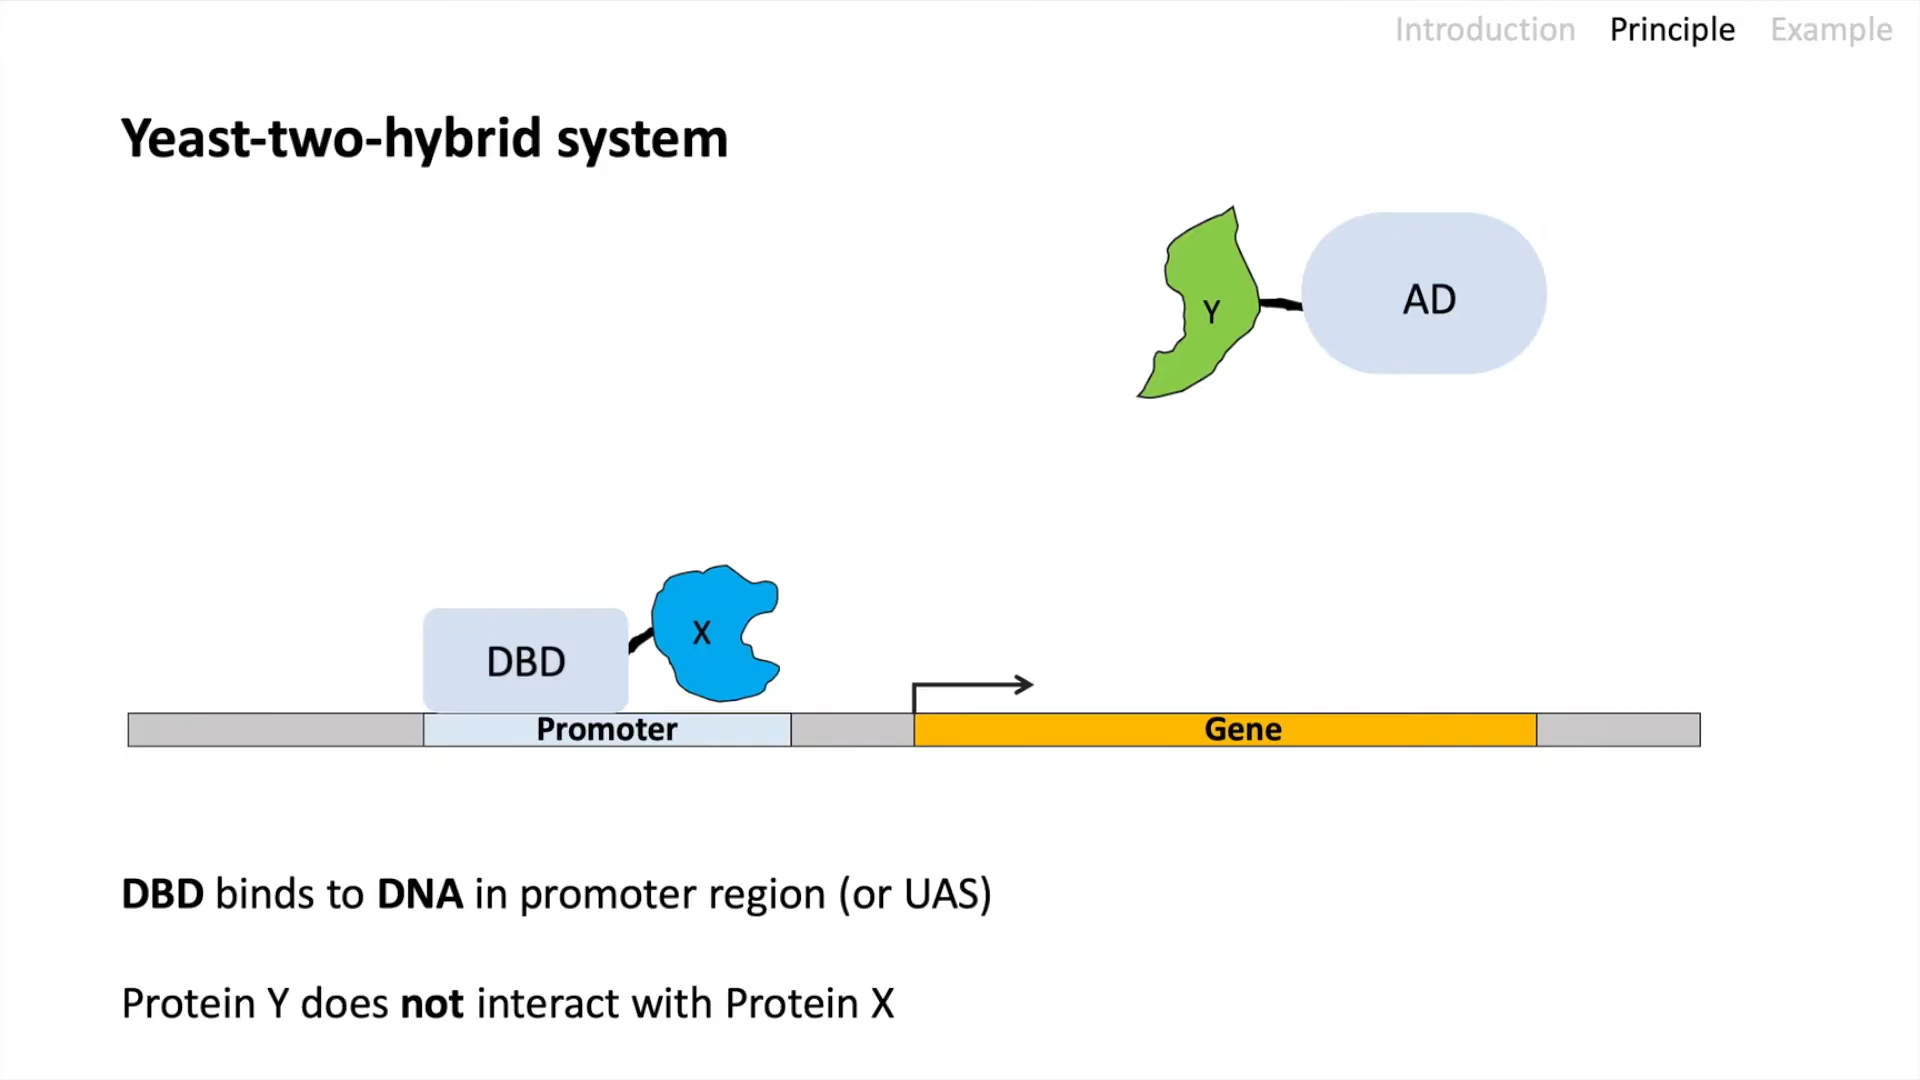 Introduction Principle Example
Yeast-two-hybrid system
Y
AD
X
DBD
Promoter
Gene
DBD binds to DNA in promoter region (or UAS)
Protein Y does not interact with Protein X